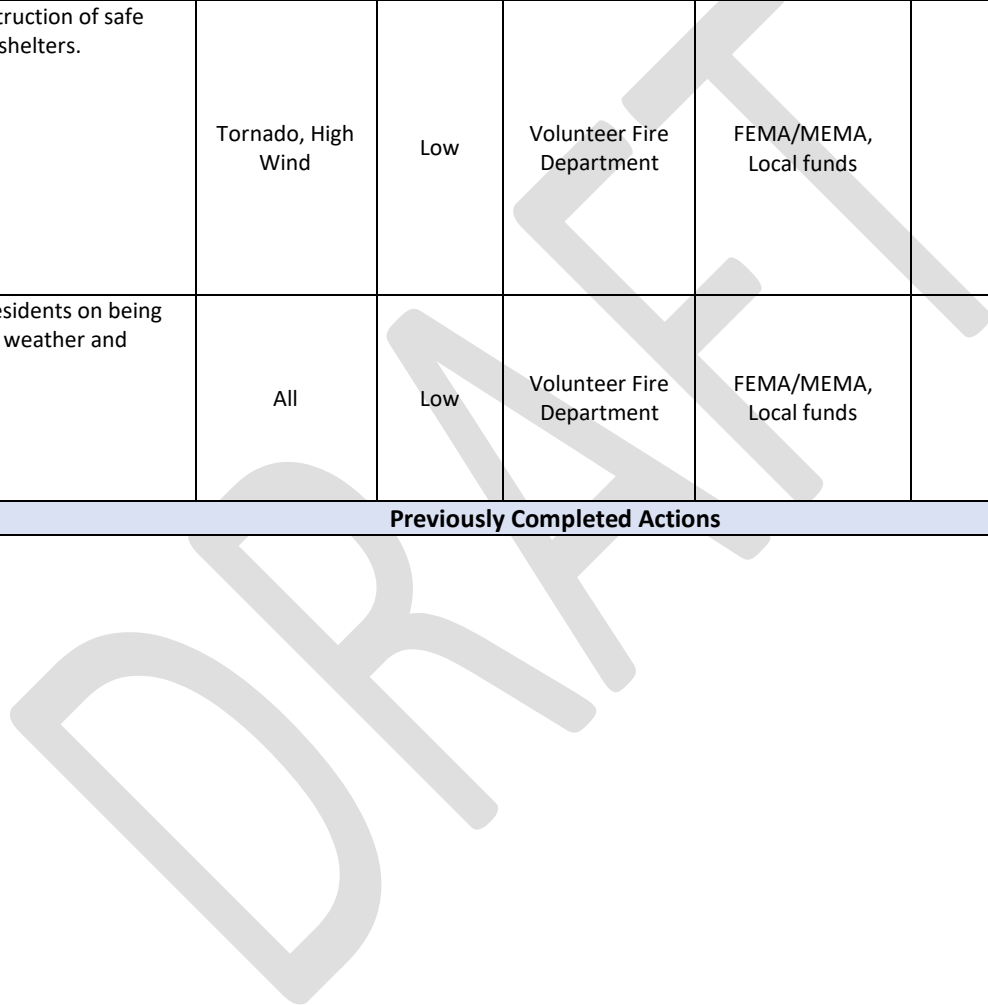 truction of safe
shelters.
Tornado, High
Wind
Low
Volunteer Fire
Department
FEMA/MEMA,
Local funds
esidents on being
weather and
All
Low
Volunteer Fire
Department
FEMA/MEMA,
Local funds
Previously Completed Actions
DRAFT